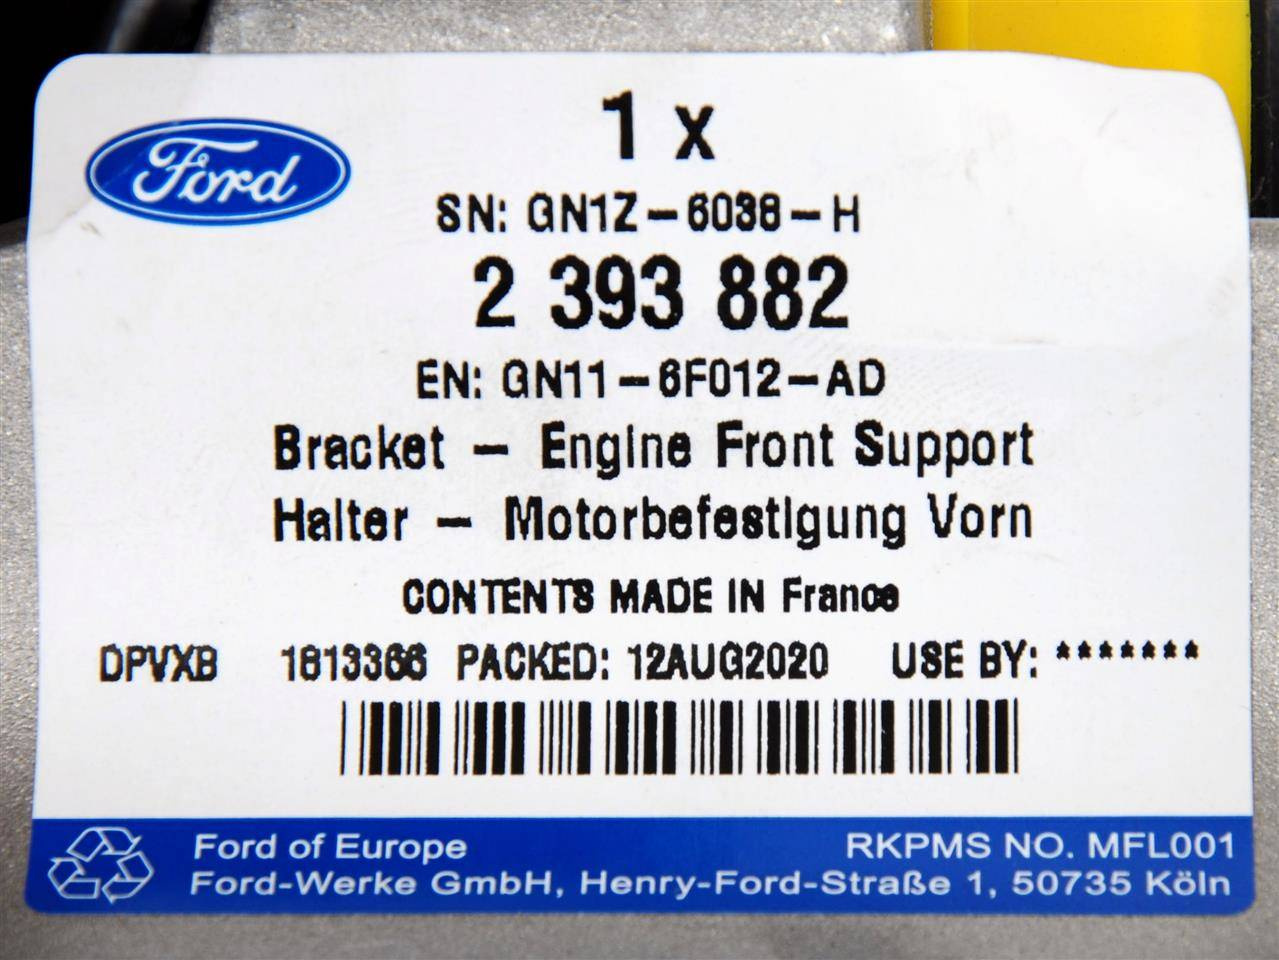 Ford
1 x
SN: GN1Z-6038-H
2 393 882
EN: GN11-6F012-AD
Bracket - Engine Front Support
Halter - Motorbefestigung Vorn
CONTENTS MADE IN France
DPVXB 1813366 PACKED: 12AUG2020 USE BY: *******
Ford of Europe RKPMS NO. MFL001
Ford-Werke GmbH, Henry-Ford-Straße 1, 50735 Köln